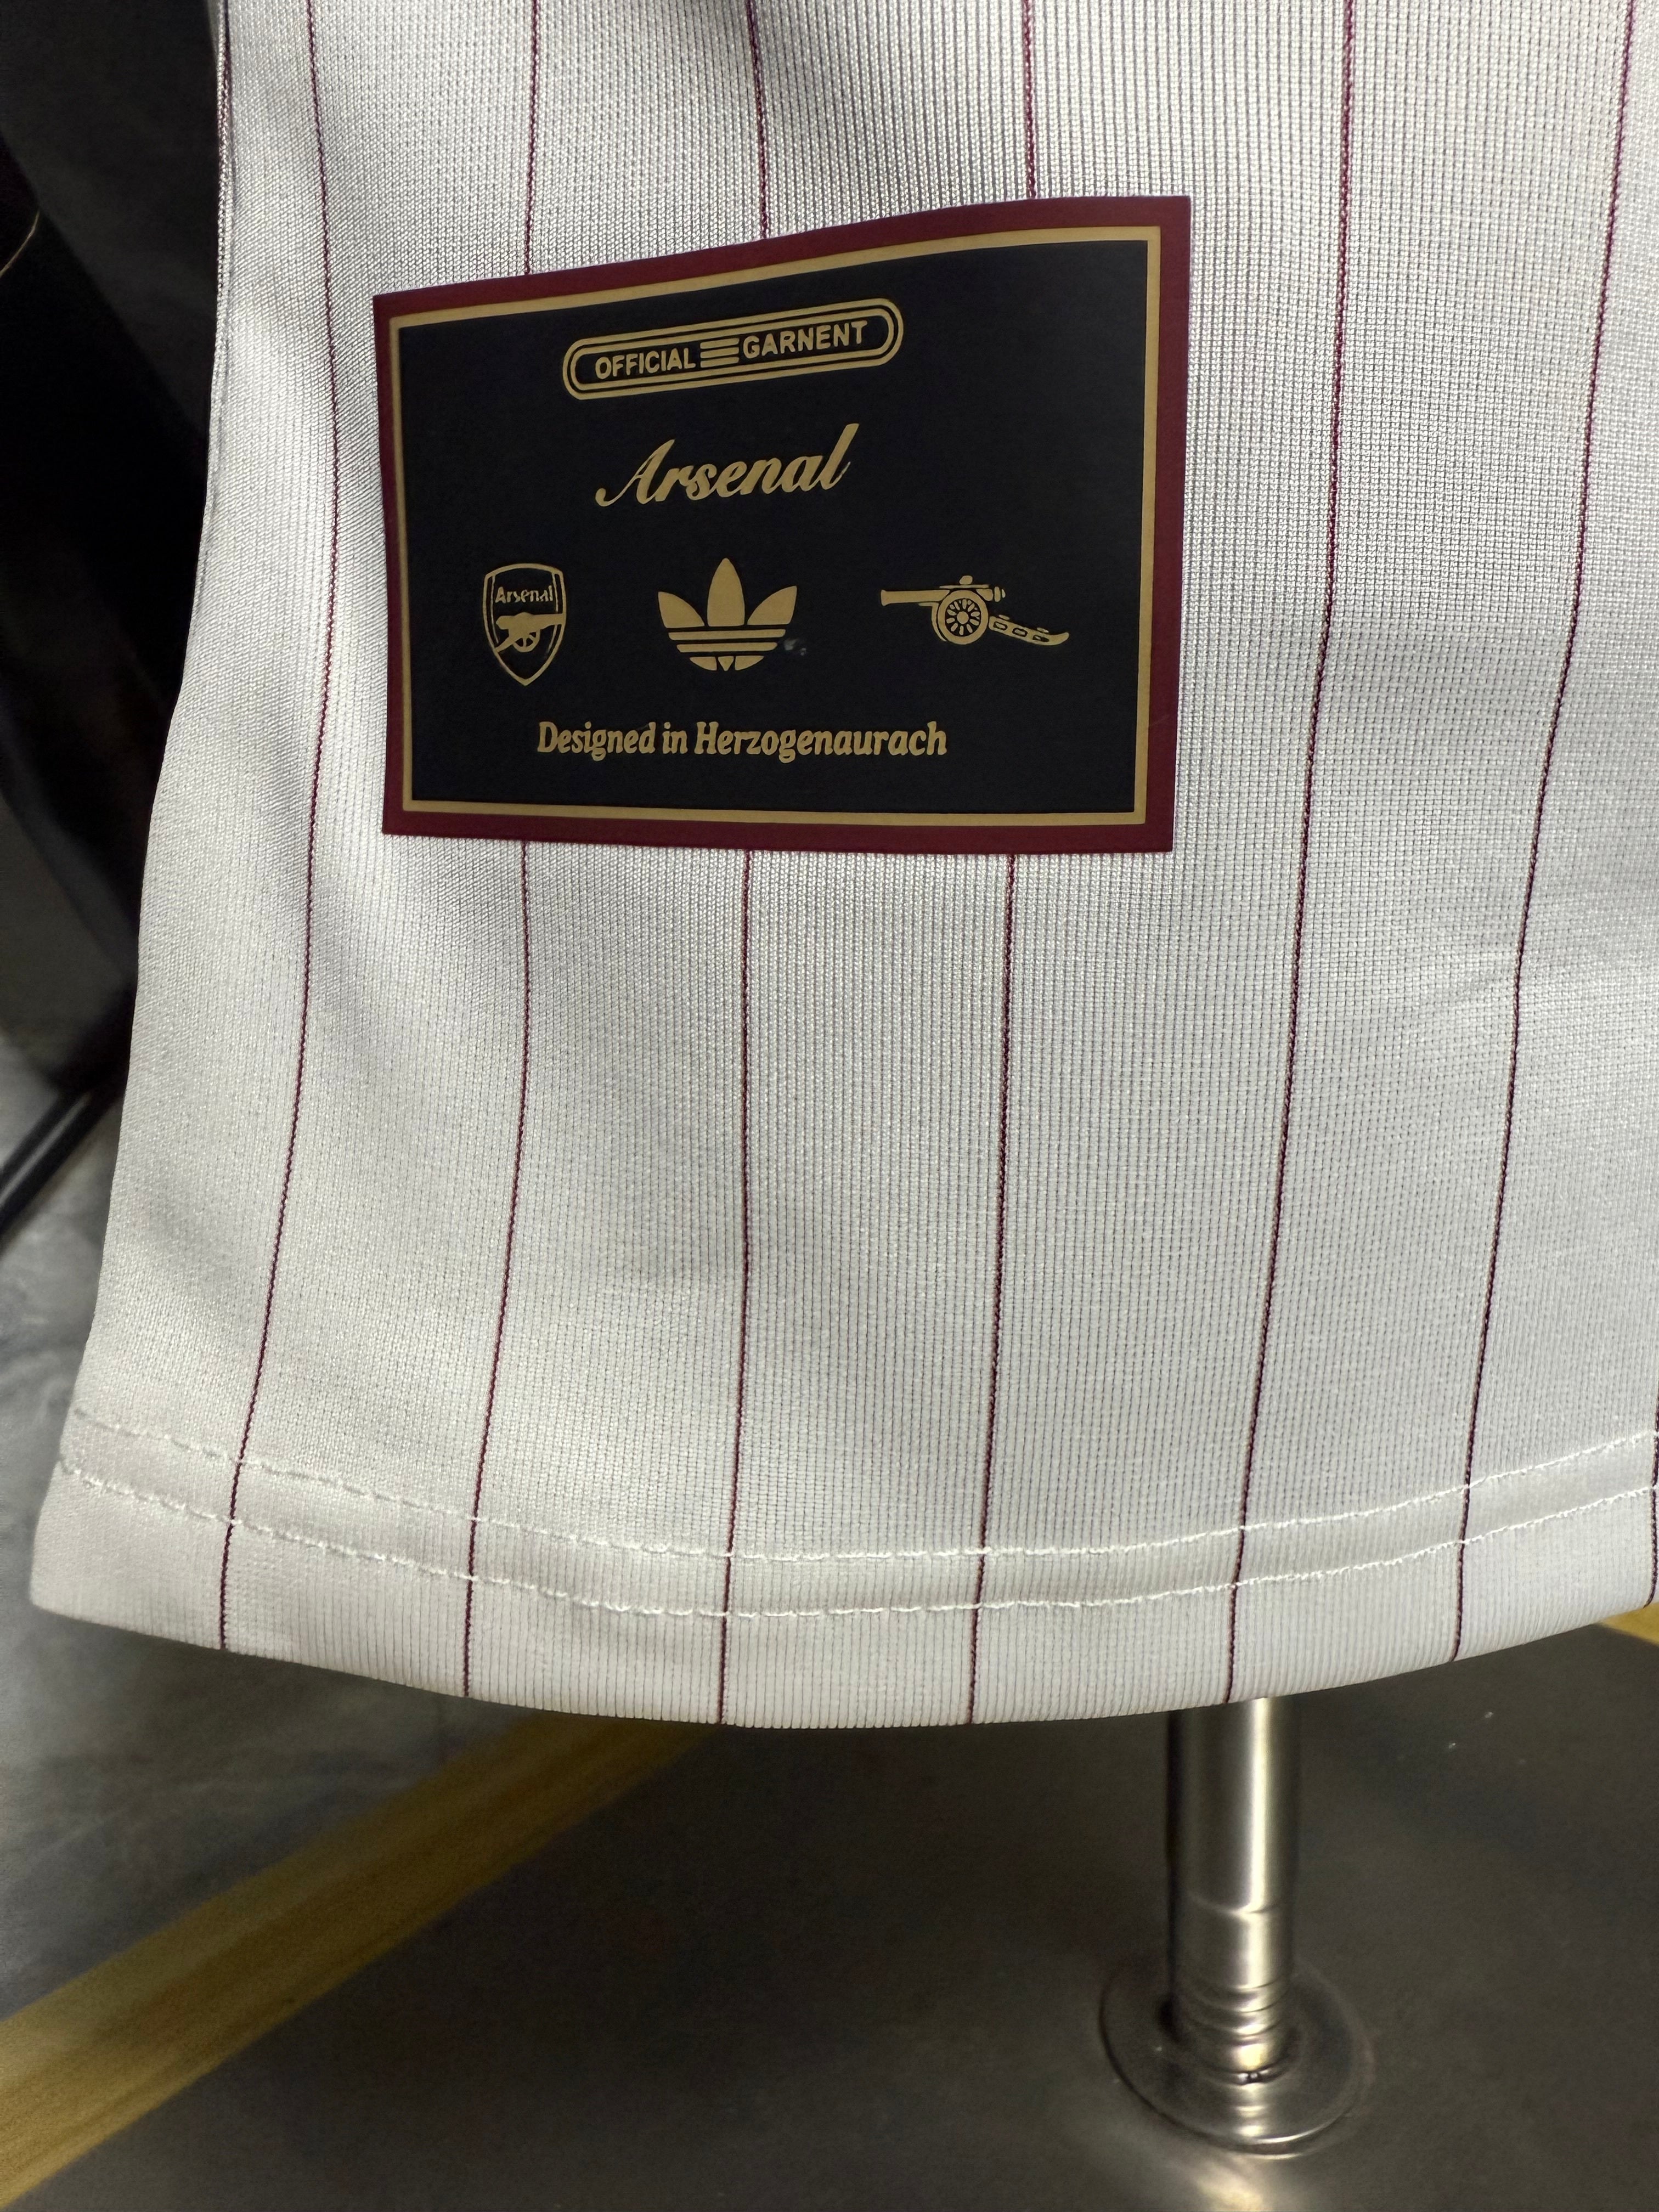 OFFICIAL GARNENT
Arsenal
Arsenal
Designed in Herzogenaurach